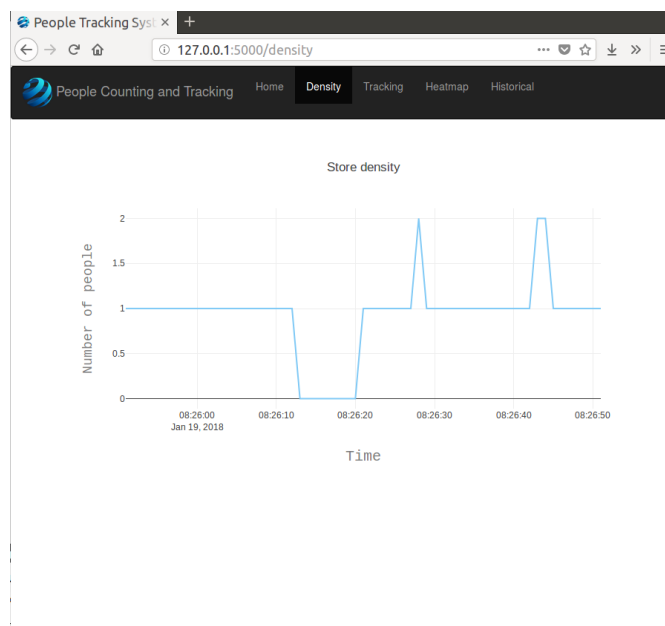 People Tracking Syst
127.0.0.1:5000/density
People Counting and Tracking Home Density Tracking Heatmap Historical
Store density
Number of people
2
1.5
1
0.5
0
08:26:00 08:26:10 08:26:20 08:26:30 08:26:40 08:26:50
Jan 19, 2018
Time